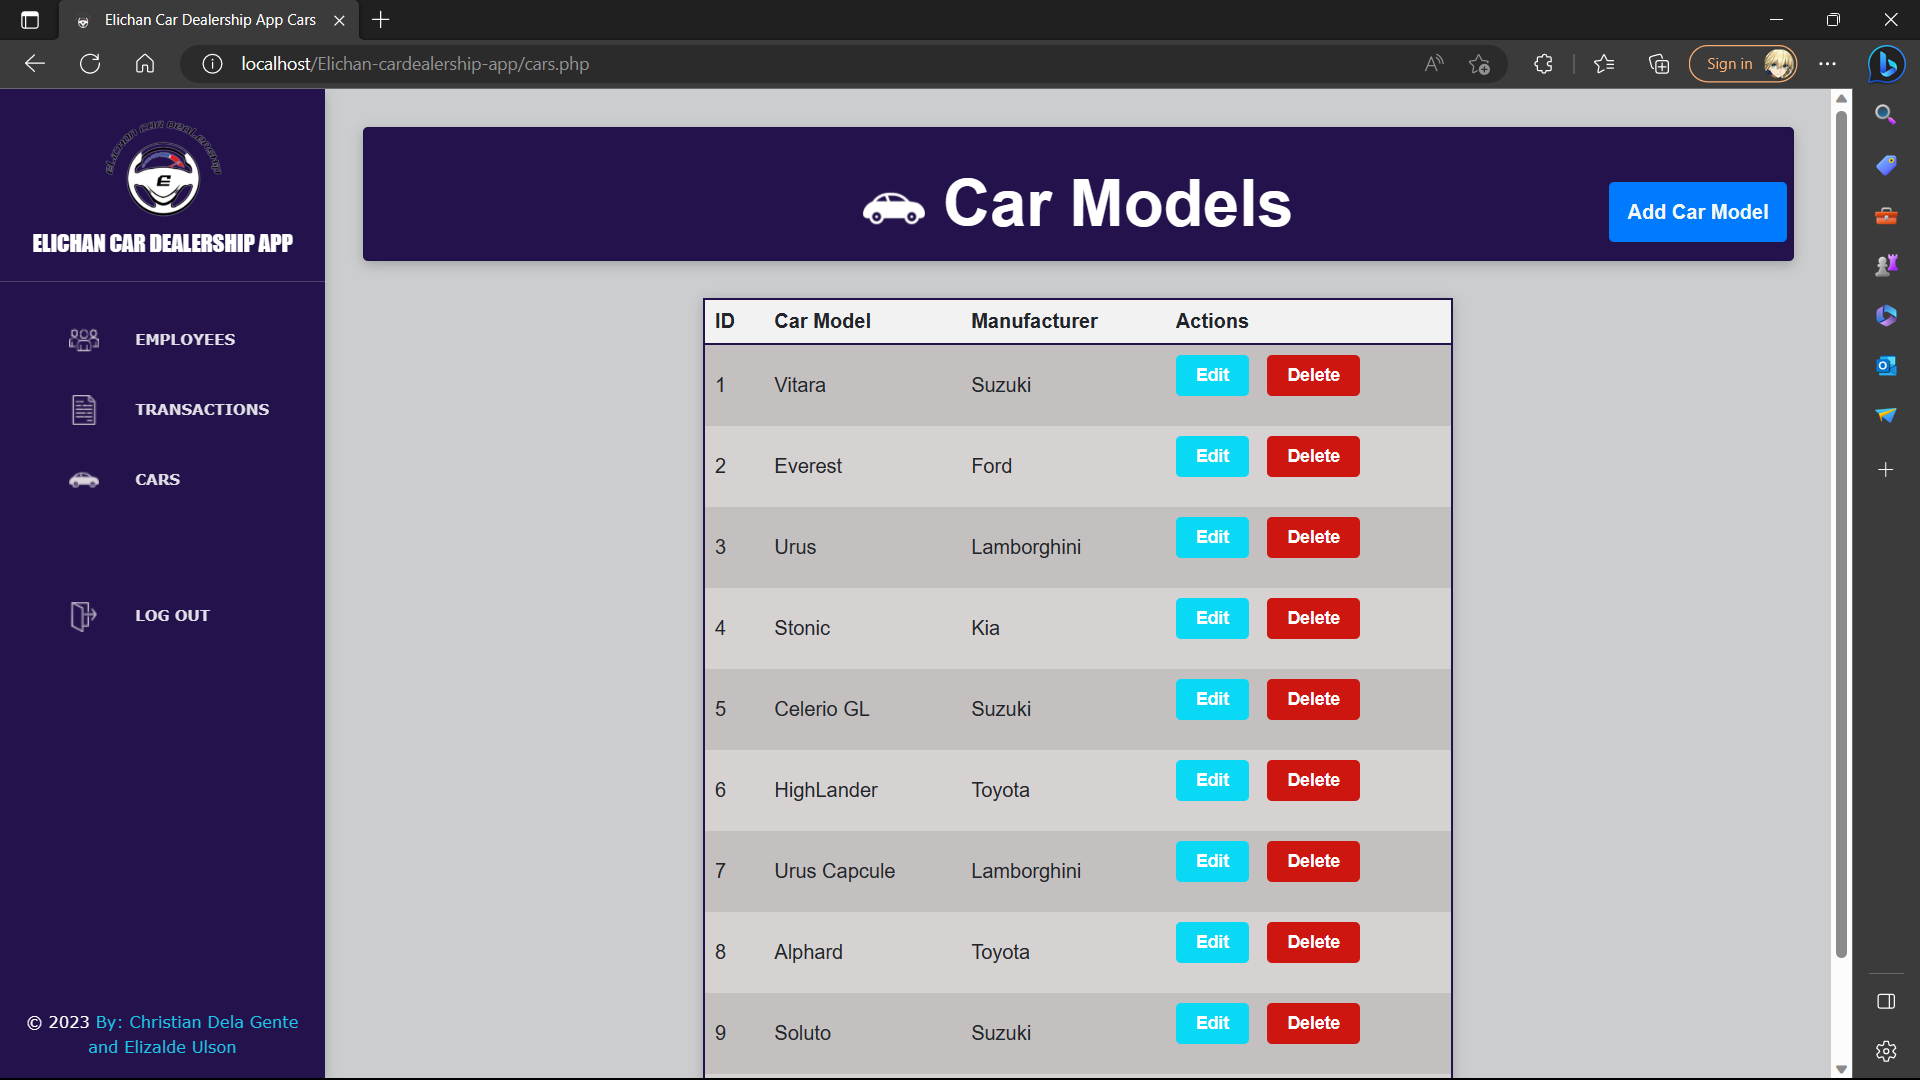 Elichan Car Dealership App Cars
localhost/Elichan-cardealership-app/cars.php
Sign in
ELICHAN CAR DEALERSHIP
E
ELICHAN CAR DEALERSHIP APP
EMPLOYEES
TRANSACTIONS
CARS
LOG OUT
© 2023 By: Christian Dela Gente
and Elizalde Ulson
Car Models
Add Car Model
ID Car Model Manufacturer Actions
1 Vitara Suzuki Edit Delete
2 Everest Ford Edit Delete
3 Urus Lamborghini Edit Delete
4 Stonic Kia Edit Delete
5 Celerio GL Suzuki Edit Delete
6 HighLander Toyota Edit Delete
7 Urus Capcule Lamborghini Edit Delete
8 Alphard Toyota Edit Delete
9 Soluto Suzuki Edit Delete